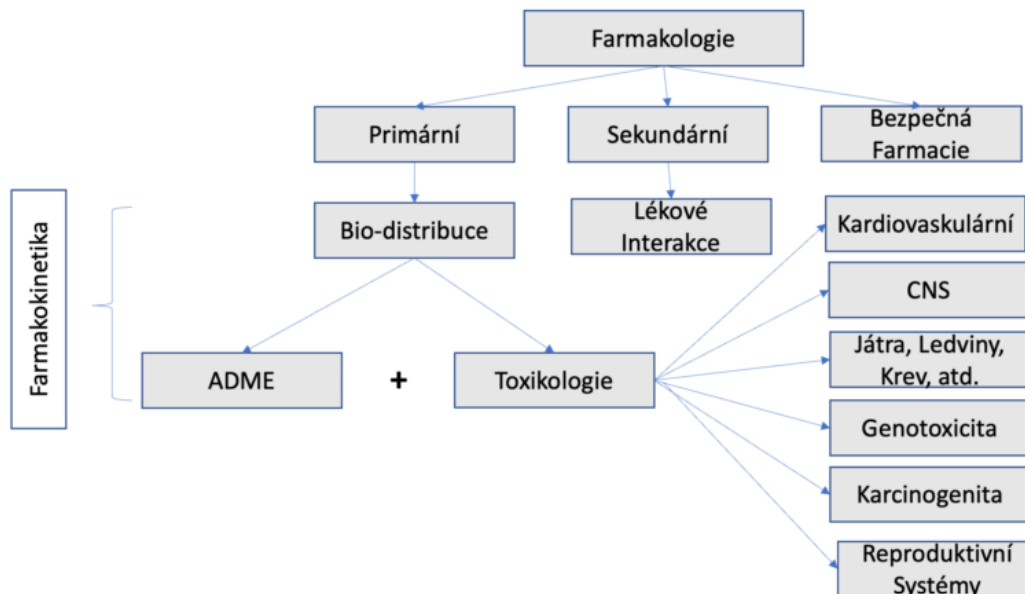 Farmakologie
Primární
Sekundární
Bezpečná
Farmacie
Farmakokinetika
Bio-distribuce
Lékové
Interakce
Kardiovaskulární
CNS
Játra, Ledviny,
Krev, atd.
ADME
+
Toxikologie
Genotoxicita
Karcinogenita
Reproduktivní
Systémy